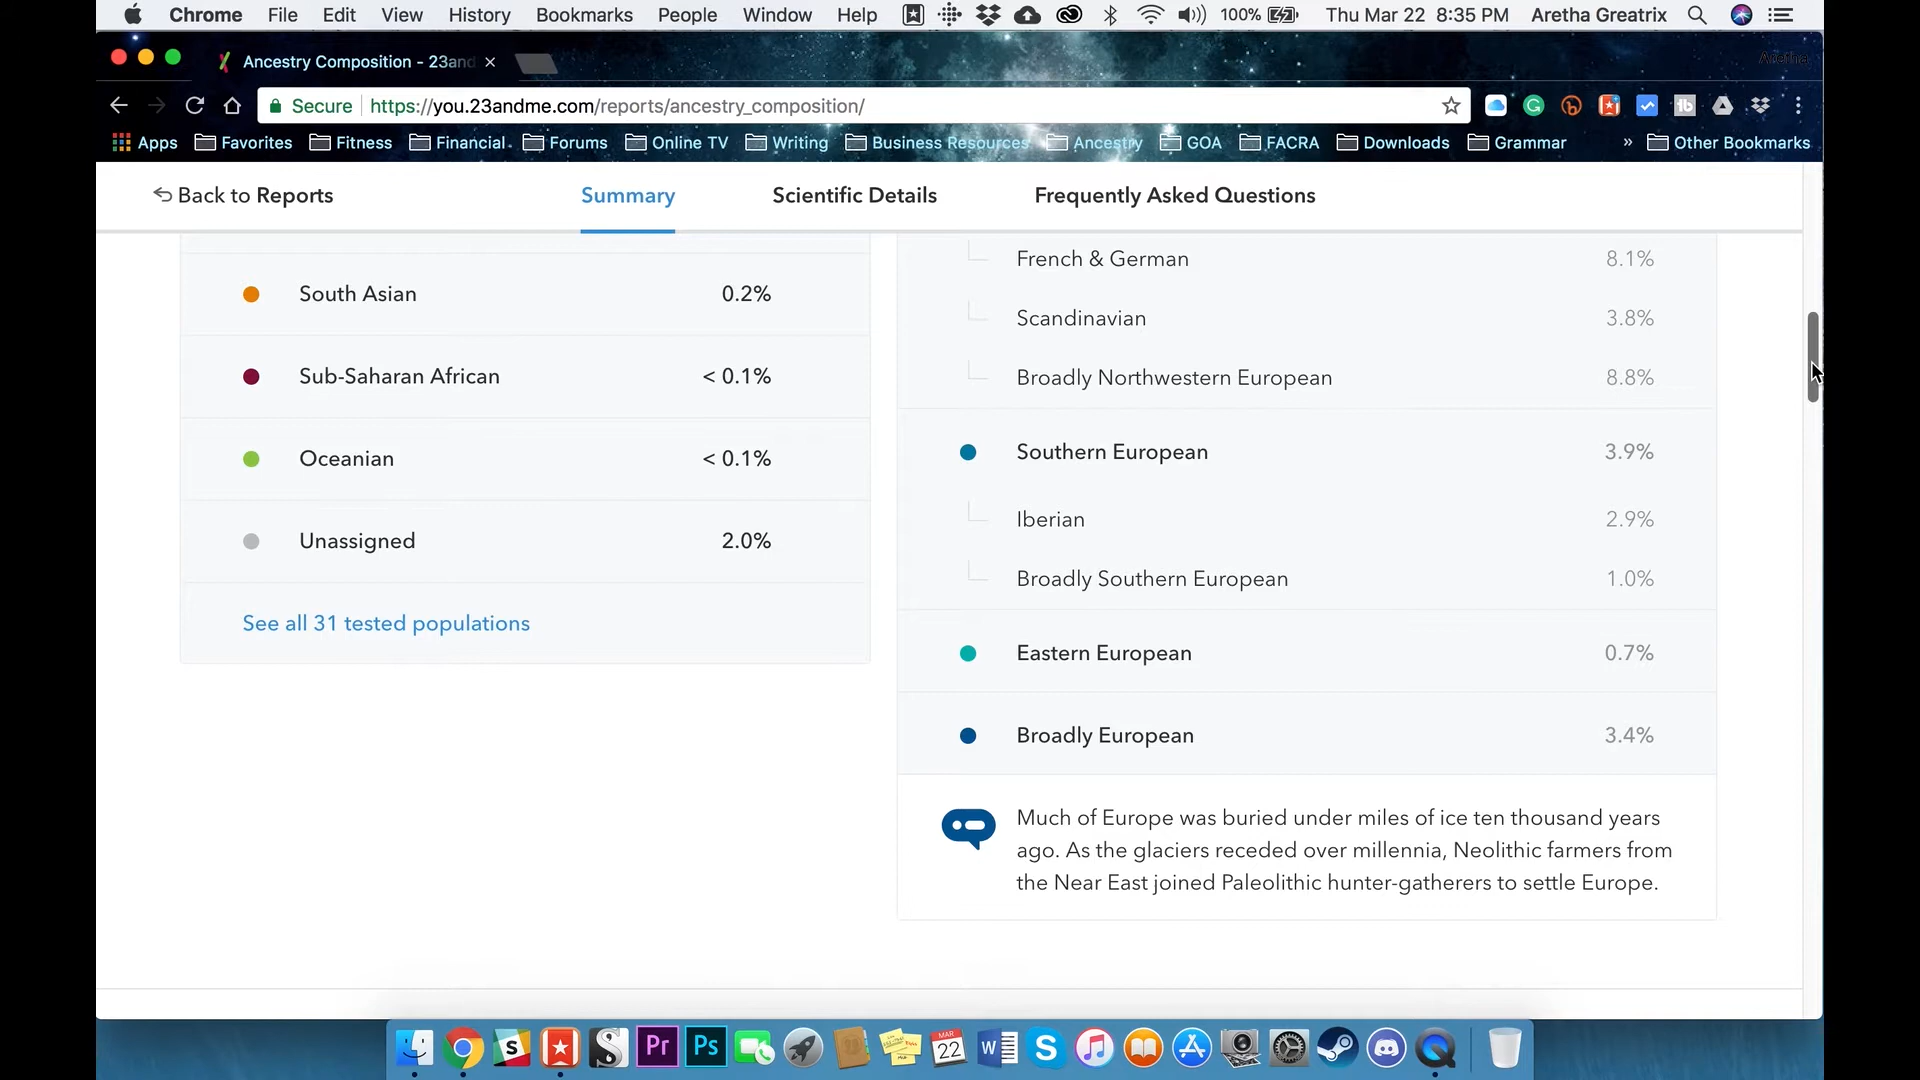 Chrome File Edit View History Bookmarks People Window Help 100% Thu Mar 22 8:35 PM Aretha Greatrix
Ancestry Composition - 23and
Aretha
Secure https://you.23andme.com/reports/ancestry_composition/
Apps Favorites Fitness Financial Forums Online TV Writing Business Resources Ancestry GOA FACRA Downloads Grammar » Other Bookmarks
Back to Reports Summary Scientific Details Frequently Asked Questions
South Asian 0.2%
Sub-Saharan African < 0.1%
Oceanian < 0.1%
Unassigned 2.0%
See all 31 tested populations
French & German 8.1%
Scandinavian 3.8%
Broadly Northwestern European 8.8%
Southern European 3.9%
Iberian 2.9%
Broadly Southern European 1.0%
Eastern European 0.7%
Broadly European 3.4%
Much of Europe was buried under miles of ice ten thousand years
ago. As the glaciers receded over millennia, Neolithic farmers from
the Near East joined Paleolithic hunter-gatherers to settle Europe.
Pr Ps MAR 22 W S